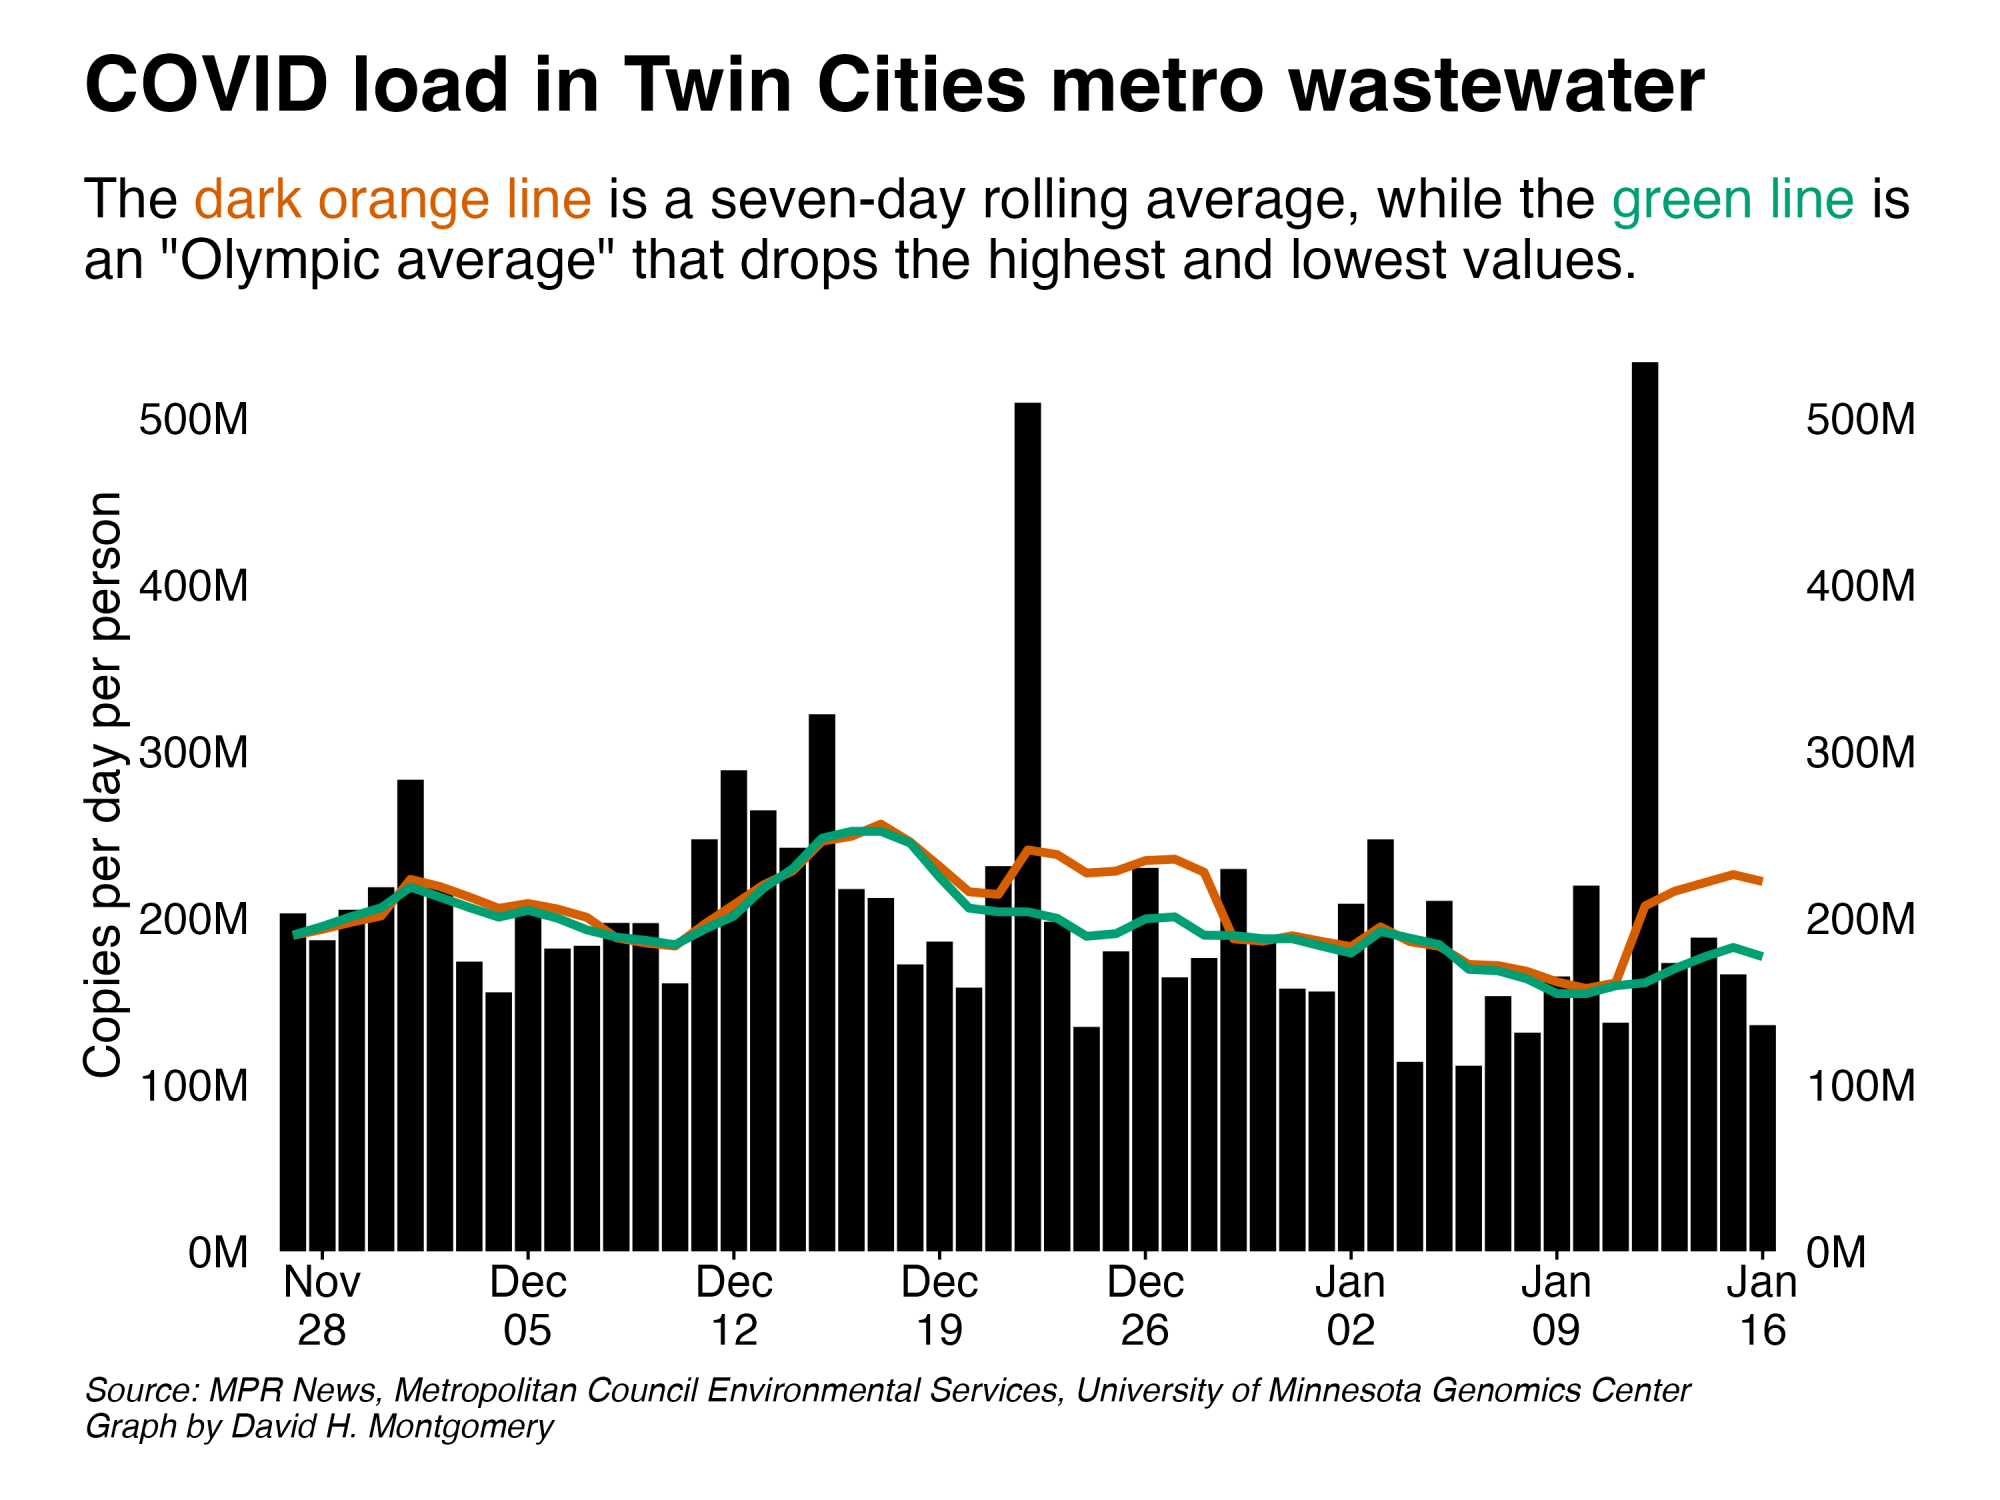 COVID load in Twin Cities metro wastewater
The dark orange line is a seven-day rolling average, while the green line is
an "Olympic average" that drops the highest and lowest values.
Copies per day per person
500M
400M
300M
200M
100M
0M
500M
400M
300M
200M
100M
0M
Nov
28
Dec
05
Dec
12
Dec
19
Dec
26
Jan
02
Jan
09
Jan
16
Source: MPR News, Metropolitan Council Environmental Services, University of Minnesota Genomics Center
Graph by David H. Montgomery